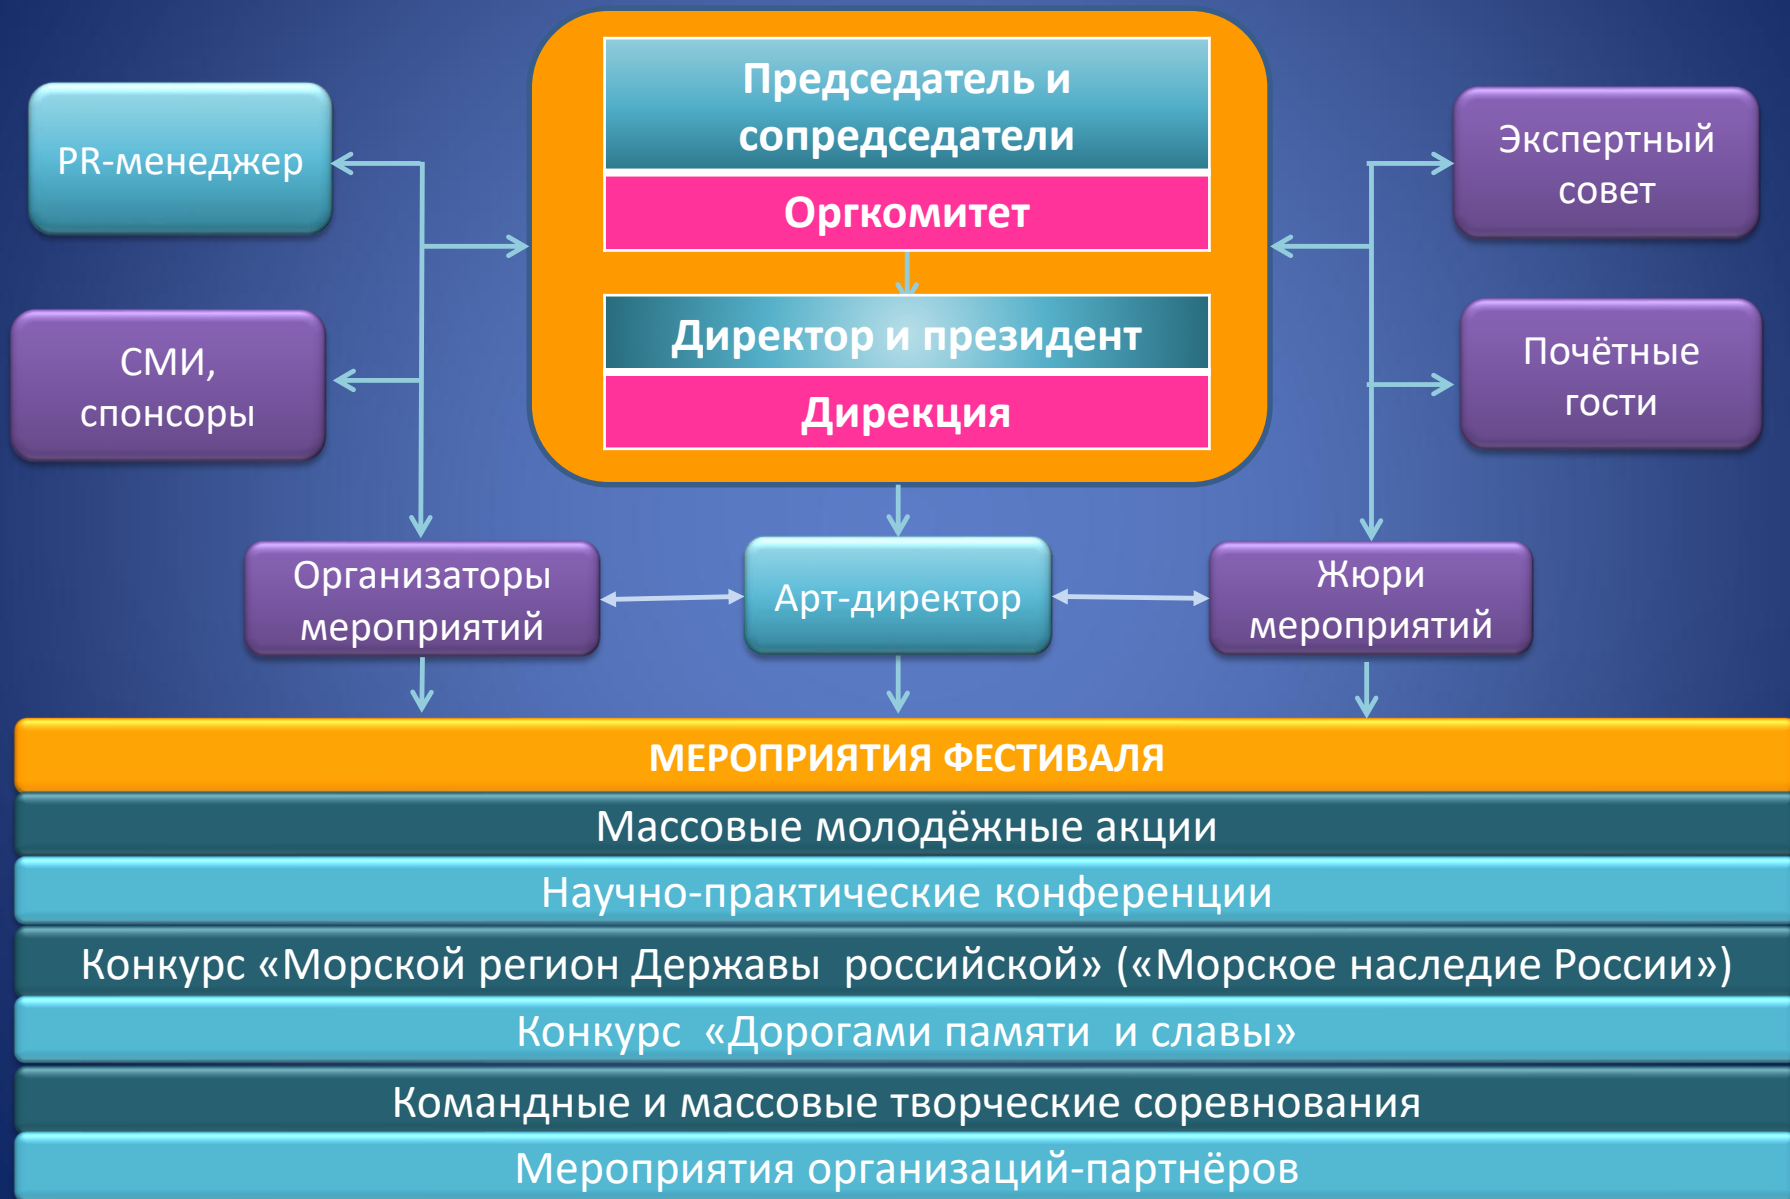 Председатель и
сопредседатели
Оргкомитет
Директор и президент
Дирекция
PR-менеджер
СМИ,
спонсоры
Экспертный
совет
Почётные
гости
Организаторы
мероприятий
Арт-директор
Жюри
мероприятий
МЕРОПРИЯТИЯ ФЕСТИВАЛЯ
Массовые молодёжные акции
Научно-практические конференции
Конкурс «Морской регион Державы российской» («Морское наследие России»)
Конкурс «Дорогами памяти и славы»
Командные и массовые творческие соревнования
Мероприятия организаций-партнёров